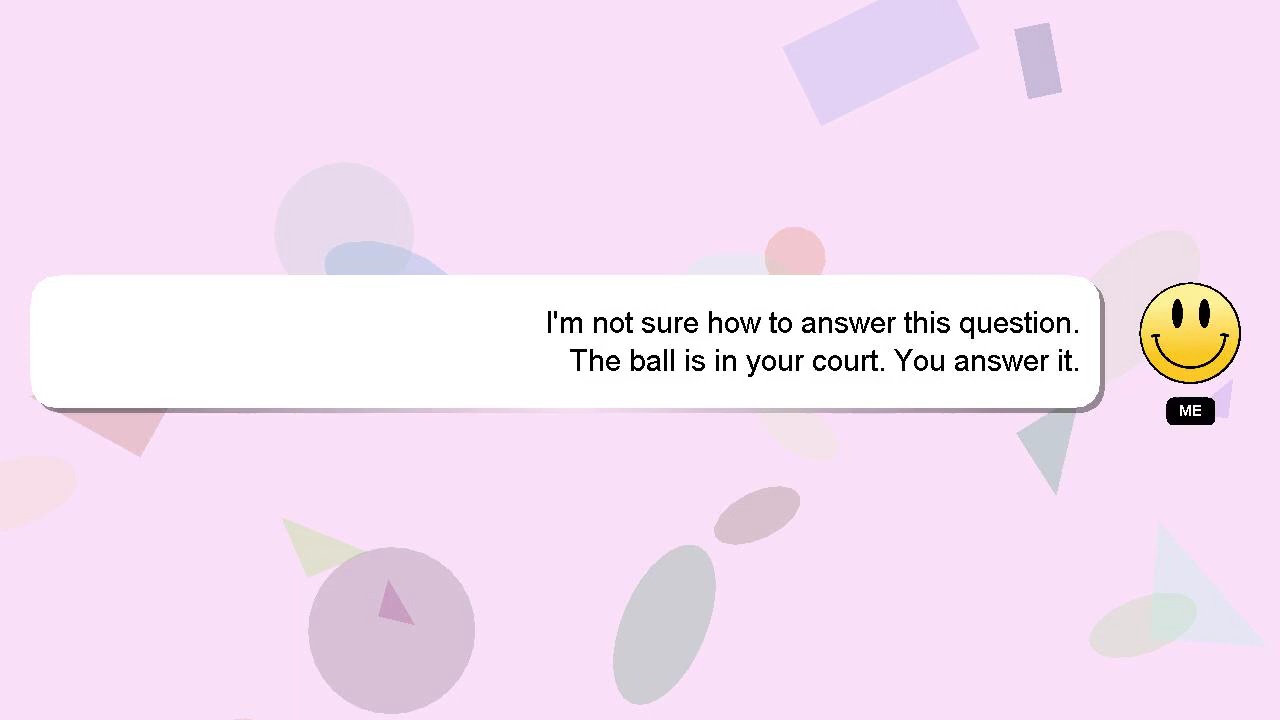 I'm not sure how to answer this question.
The ball is in your court. You answer it.
ME